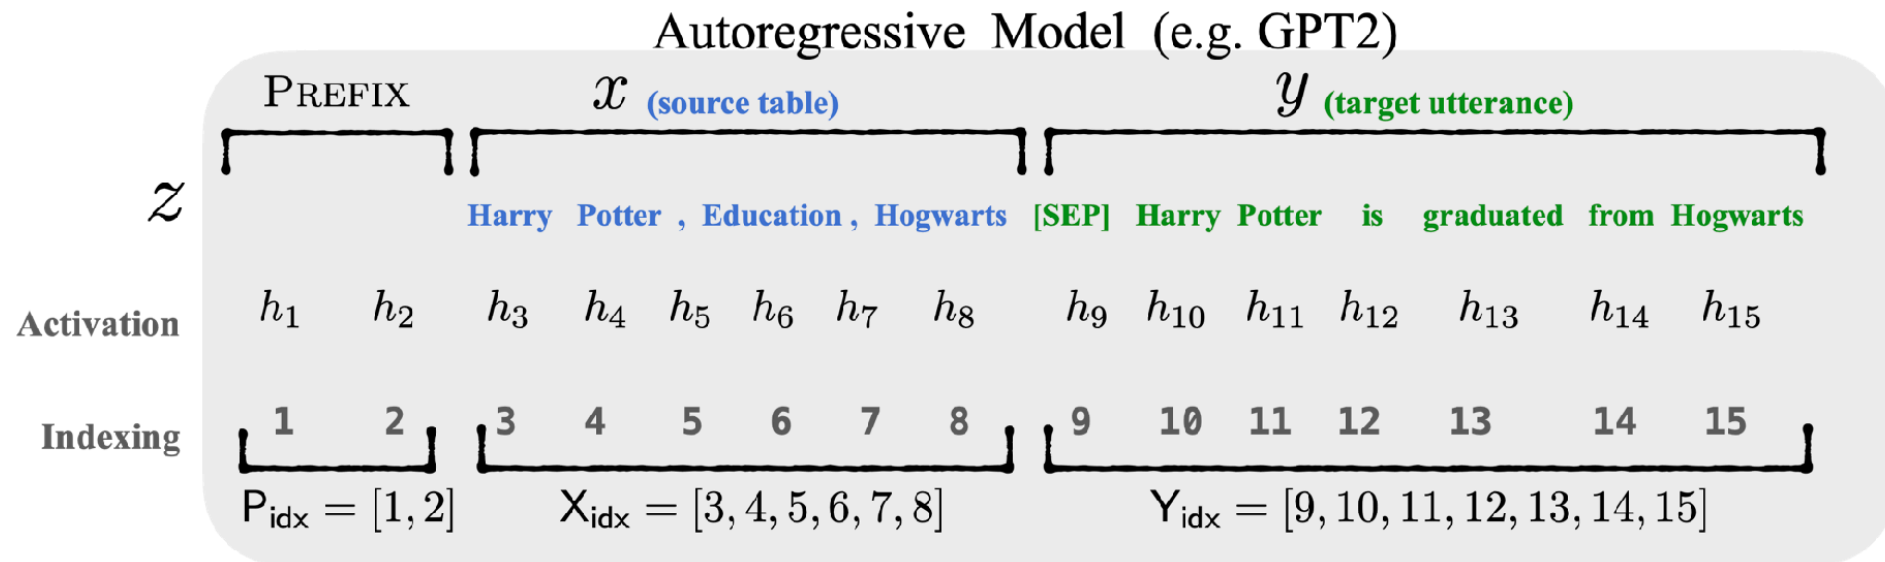 Autoregressive Model (e.g. GPT2)
PREFIX x (source table) y (target utterance)
z Harry Potter , Education , Hogwarts [SEP] Harry Potter is graduated from Hogwarts
Activation h₁ h₂ h₃ h₄ h₅ h₆ h₇ h₈ h₉ h₁₀ h₁₁ h₁₂ h₁₃ h₁₄ h₁₅
Indexing 1 2 3 4 5 6 7 8 9 10 11 12 13 14 15
Pidx = [1, 2] Xidx = [3, 4, 5, 6, 7, 8] Yidx = [9, 10, 11, 12, 13, 14, 15]